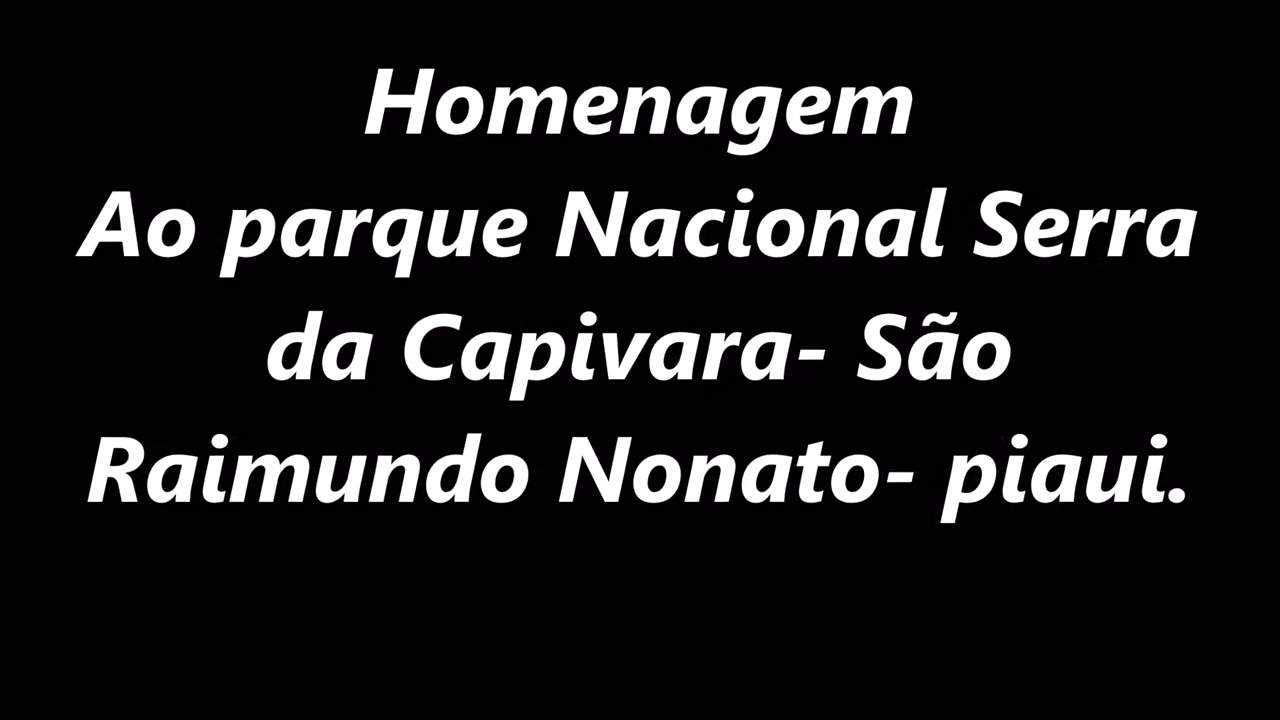 Homenagem
Ao parque Nacional Serra
da Capivara- São
Raimundo Nonato- piaui.